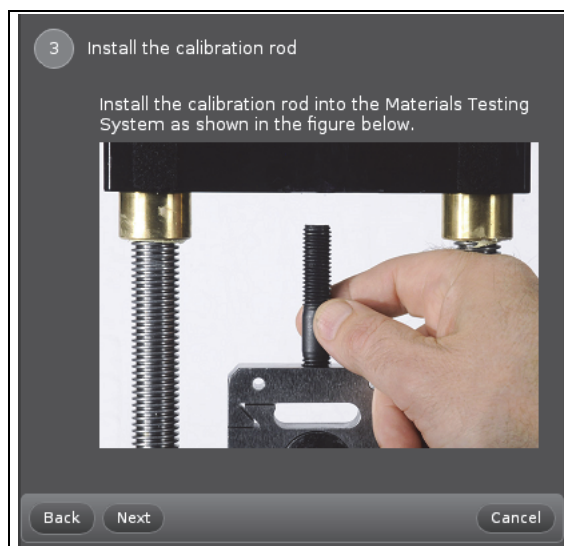 3 Install the calibration rod
Install the calibration rod into the Materials Testing
System as shown in the figure below.
Back Next Cancel